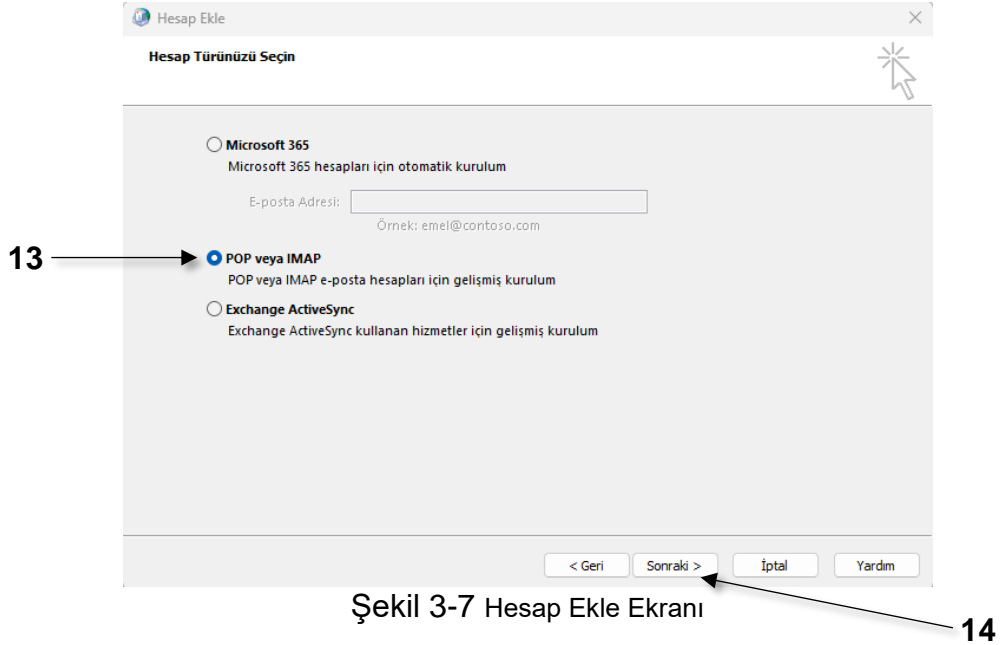 Hesap Ekle
Hesap Türünüzü Seçin
Microsoft 365
Microsoft 365 hesapları için otomatik kurulum
E-posta Adresi:
Örnek: emel@contoso.com
13
POP veya IMAP
POP veya IMAP e-posta hesapları için gelişmiş kurulum
Exchange ActiveSync
Exchange ActiveSync kullanan hizmetler için gelişmiş kurulum
< Geri Sonraki > İptal Yardım
Şekil 3-7 Hesap Ekle Ekranı
14